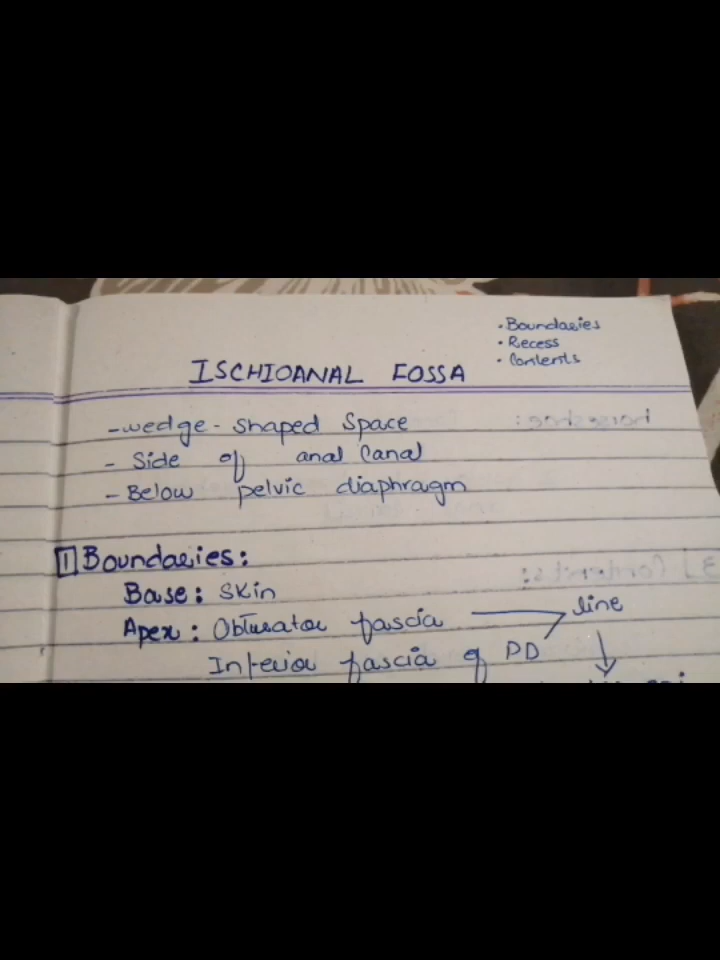 • Boundaries
• Recess
• Contents
ISCHIOANAL FOSSA
- Wedge - shaped Space
- Side of anal Canal
- Below pelvic diaphragm
1 Boundaries:
Base: Skin
Apex: Obturator fascia line
Inferior fascia of PD